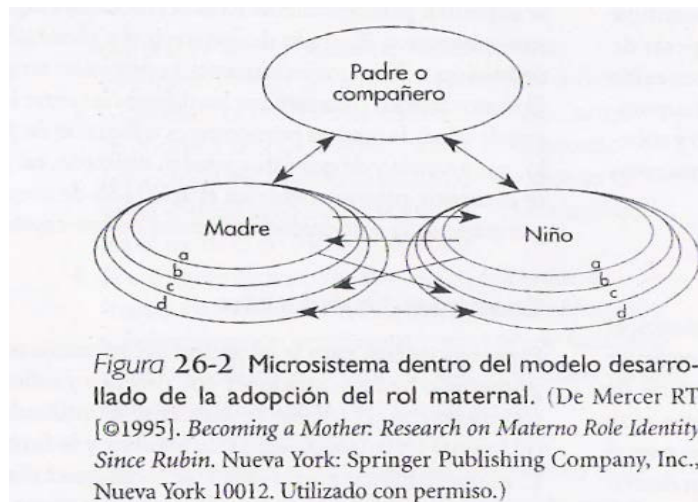 Padre o
compañero
Madre
Niño
a
b
c
d
a
b
c
d
Figura 26-2 Microsistema dentro del modelo desarro-
llado de la adopción del rol maternal. (De Mercer RT
[©1995]. Becoming a Mother: Research on Materno Role Identity
Since Rubin. Nueva York: Springer Publishing Company, Inc.,
Nueva York 10012. Utilizado con permiso.)